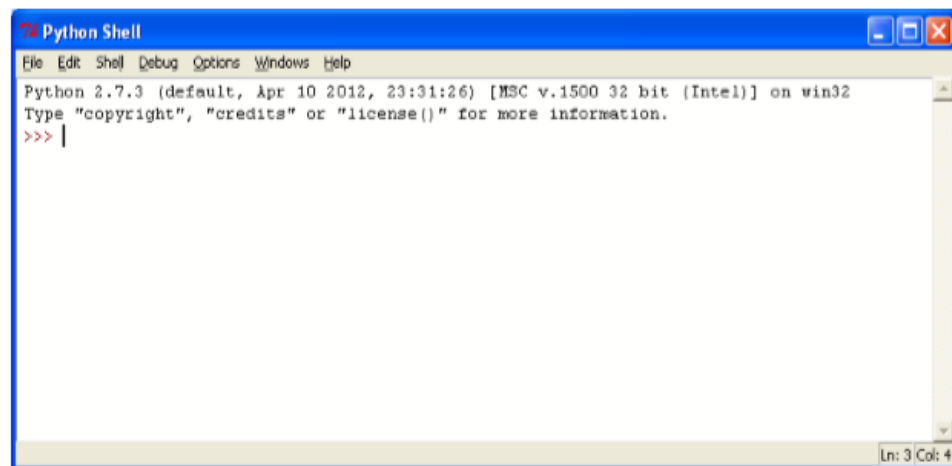 Python Shell
File Edit Shell Debug Options Windows Help
Python 2.7.3 (default, Apr 10 2012, 23:31:26) [MSC v.1500 32 bit (Intel)] on win32
Type "copyright", "credits" or "license()" for more information.
>>>
Ln: 3 Col: 4